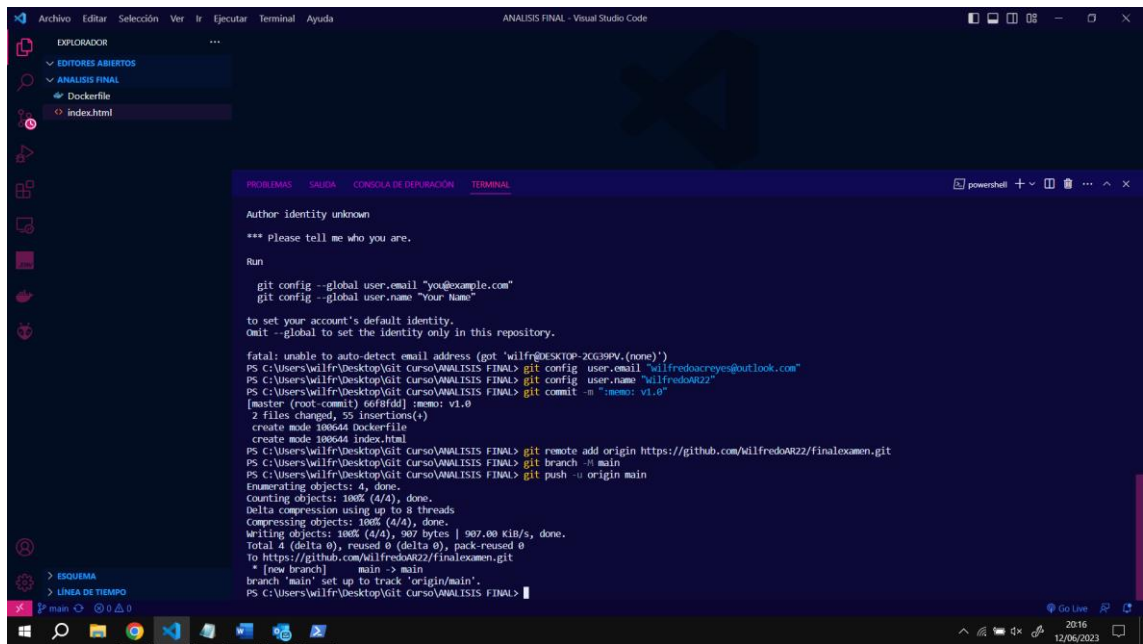 Archivo Editar Selección Ver Ir Ejecutar Terminal Ayuda
ANALISIS FINAL - Visual Studio Code
EXPLORADOR
EDITORES ABIERTOS
ANALISIS FINAL
Dockerfile
index.html
PROBLEMAS SALIDA CONSOLA DE DEPURACIÓN TERMINAL
powershell
Author identity unknown
*** Please tell me who you are.
Run
git config --global user.email "you@example.com"
git config --global user.name "Your Name"
to set your account's default identity.
Omit --global to set the identity only in this repository.
fatal: unable to auto-detect email address (got 'wilfr@DESKTOP-2CG39PV.(none)')
PS C:\Users\wilfr\Desktop\Git Curso\ANALISIS FINAL> git config user.email "wilfredoacreyes@outlook.com"
PS C:\Users\wilfr\Desktop\Git Curso\ANALISIS FINAL> git config user.name "WilfredoAR22"
PS C:\Users\wilfr\Desktop\Git Curso\ANALISIS FINAL> git commit -m ":memo: v1.0"
[master (root-commit) 66f8fdd] :memo: v1.0
2 files changed, 55 insertions(+)
create mode 100644 Dockerfile
create mode 100644 index.html
PS C:\Users\wilfr\Desktop\Git Curso\ANALISIS FINAL> git remote add origin https://github.com/WilfredoAR22/finalexamen.git
PS C:\Users\wilfr\Desktop\Git Curso\ANALISIS FINAL> git branch -M main
PS C:\Users\wilfr\Desktop\Git Curso\ANALISIS FINAL> git push -u origin main
Enumerating objects: 4, done.
Counting objects: 100% (4/4), done.
Delta compression using up to 8 threads
Compressing objects: 100% (4/4), done.
Writing objects: 100% (4/4), 907 bytes | 907.00 KiB/s, done.
Total 4 (delta 0), reused 0 (delta 0), pack-reused 0
To https://github.com/WilfredoAR22/finalexamen.git
* [new branch] main -> main
branch 'main' set up to track 'origin/main'.
PS C:\Users\wilfr\Desktop\Git Curso\ANALISIS FINAL>
ESQUEMA
LÍNEA DE TIEMPO
main 0 0
Go Live
20:16
12/06/2023